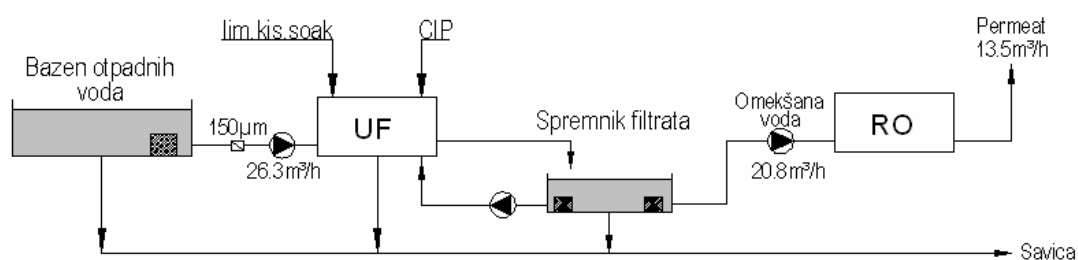 lim.kis.soak
CIP
Permeat
13.5m³/h
Bazen otpadnih
voda
150µm
UF
26.3m³/h
Spremnik filtrata
Omekšana
voda
20.8m³/h
RO
Savica